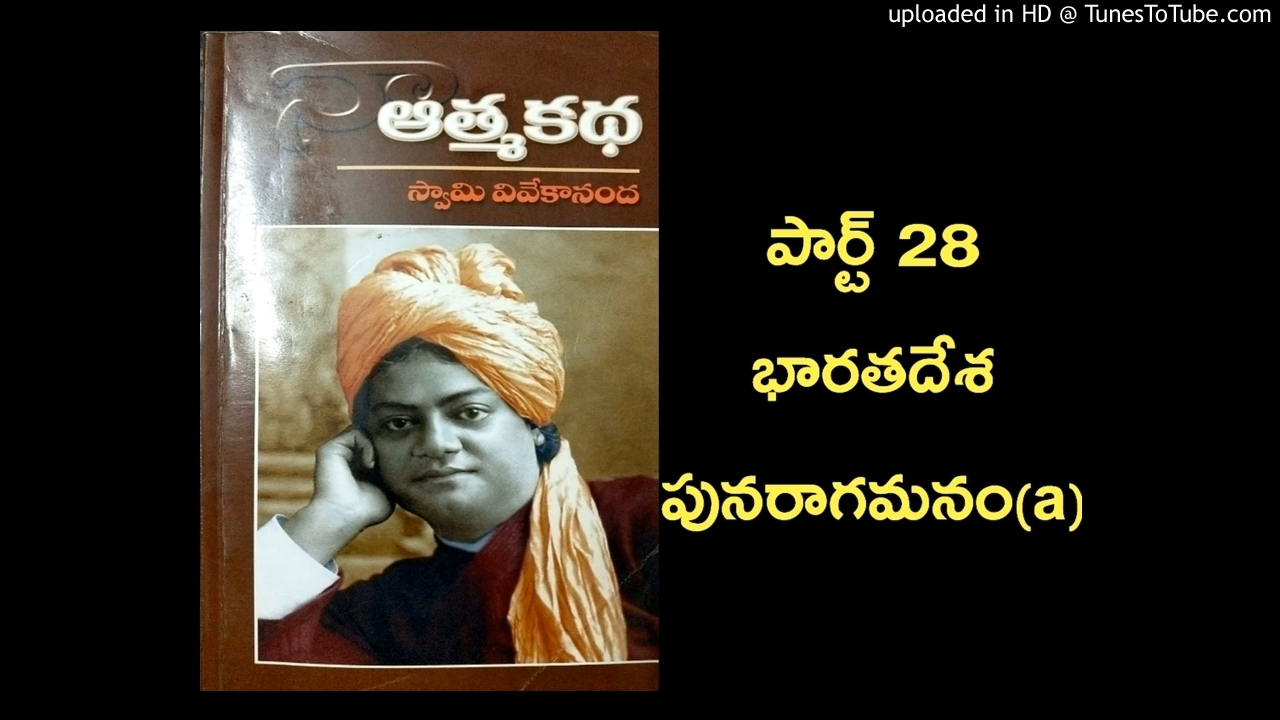 uploaded in HD @ TunesToTube.com
నా
ఆత్మకథ
స్వామి వివేకానంద
పార్ట్ 28
భారతదేశ
పునరాగమనం(a)